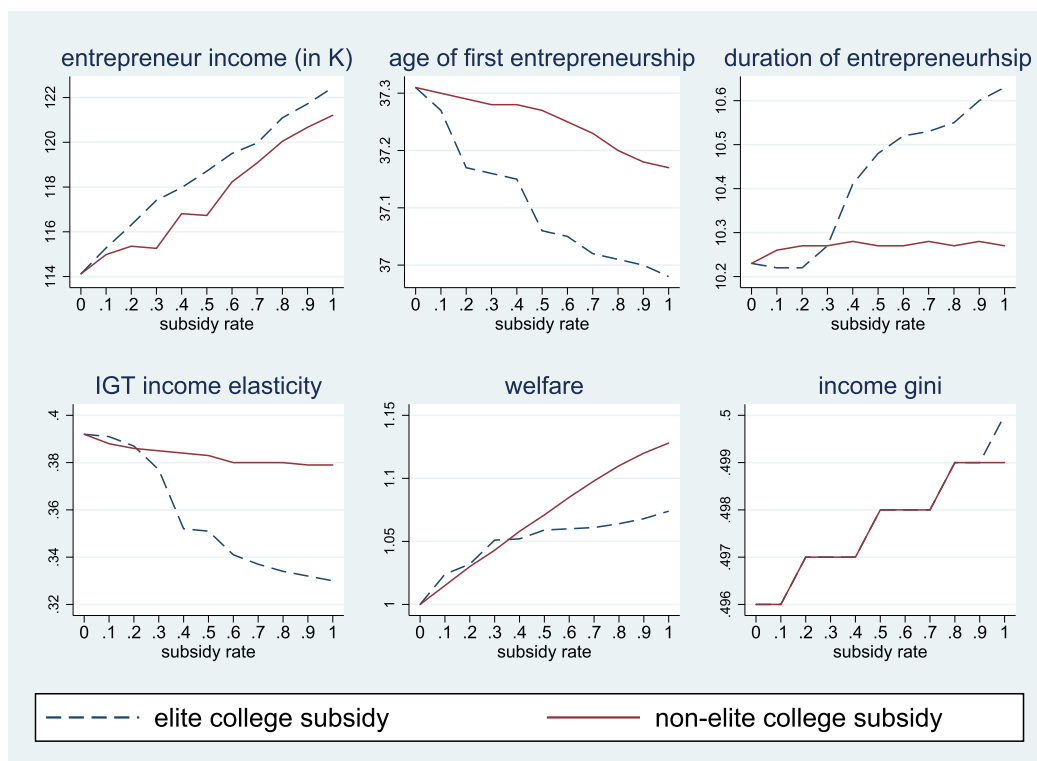 entrepreneur income (in K)
122
120
118
116
114
0 .1 .2 .3 .4 .5 .6 .7 .8 .9 1
subsidy rate
age of first entrepreneurship
37.3
37.2
37.1
37
0 .1 .2 .3 .4 .5 .6 .7 .8 .9 1
subsidy rate
duration of entrepreneurhsip
10.6
10.5
10.4
10.3
10.2
0 .1 .2 .3 .4 .5 .6 .7 .8 .9 1
subsidy rate
IGT income elasticity
.4
.38
.36
.34
.32
0 .1 .2 .3 .4 .5 .6 .7 .8 .9 1
subsidy rate
welfare
1.15
1.1
1.05
1
0 .1 .2 .3 .4 .5 .6 .7 .8 .9 1
subsidy rate
income gini
.5
.499
.498
.497
.496
0 .1 .2 .3 .4 .5 .6 .7 .8 .9 1
subsidy rate
elite college subsidy
non-elite college subsidy